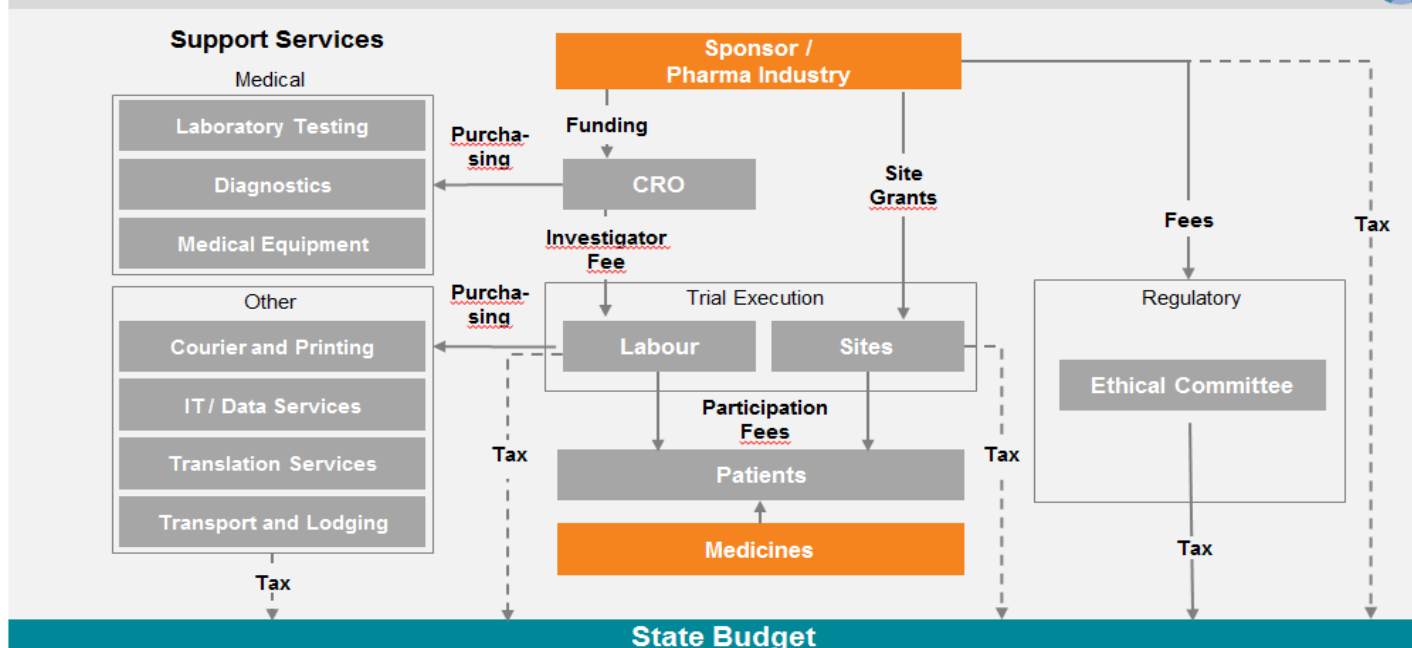 Support Services
Medical
Laboratory Testing
Diagnostics
Medical Equipment
Other
Courier and Printing
IT / Data Services
Translation Services
Transport and Lodging
Tax
Purcha-
sing
Purcha-
sing
Sponsor /
Pharma Industry
Funding
CRO
Investigator
Fee
Site
Grants
Trial Execution
Labour
Sites
Participation
Fees
Tax
Tax
Patients
Medicines
Fees
Tax
Regulatory
Ethical Committee
Tax
State Budget